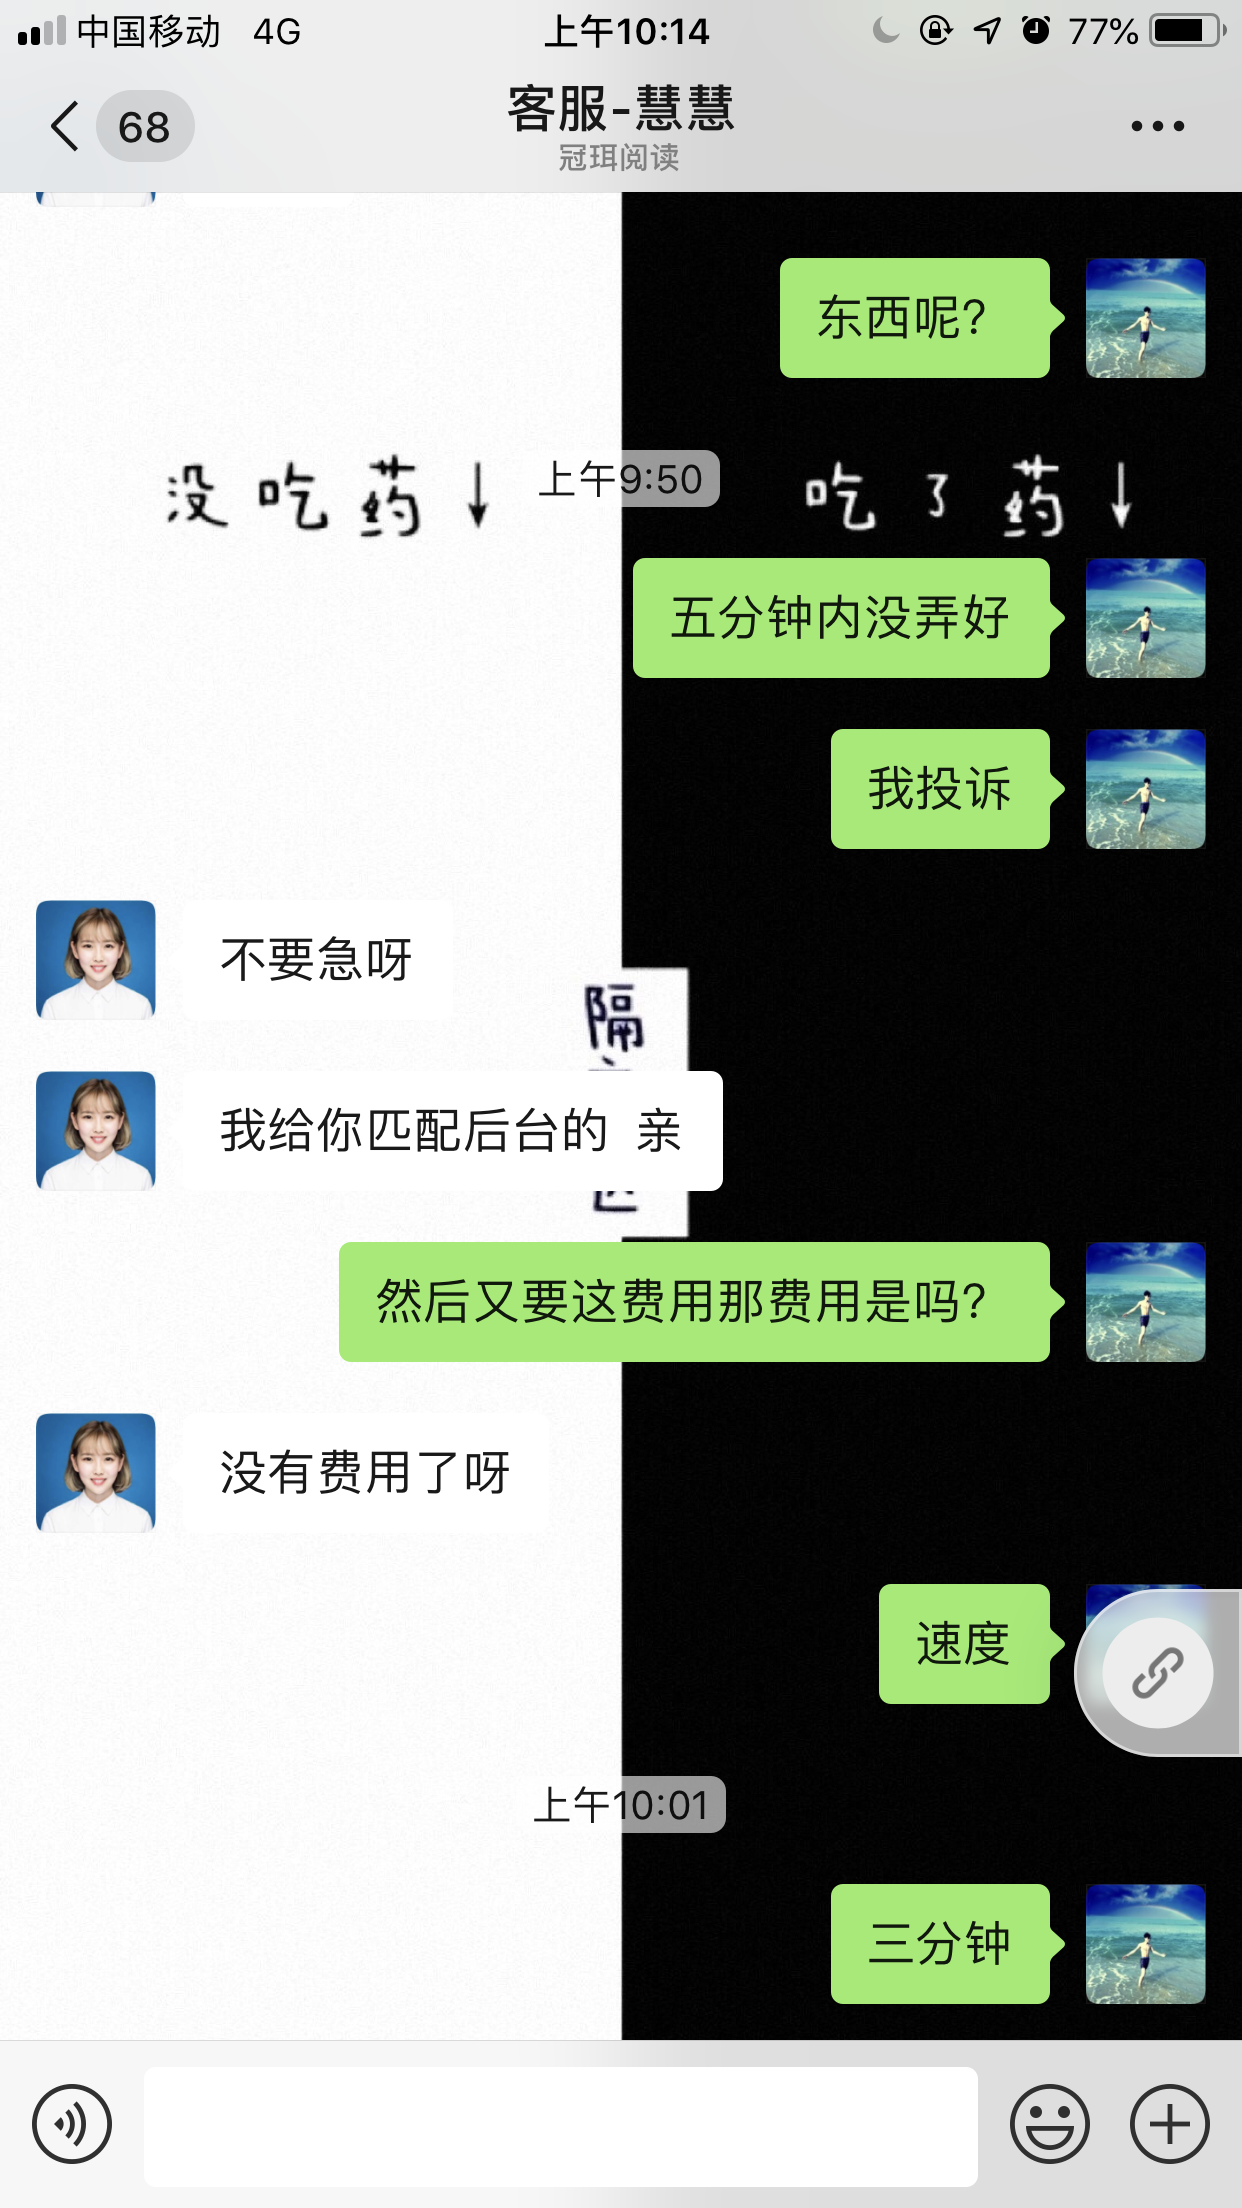 中国移动 4G 上午10:14 77%
68 客服-慧慧
冠珥阅读
东西呢?
没吃药↓ 上午9:50 吃了药↓
五分钟内没弄好
我投诉
不要急呀
隔
我给你匹配后台的 亲
然后又要这费用那费用是吗?
没有费用了呀
速度
上午10:01
三分钟